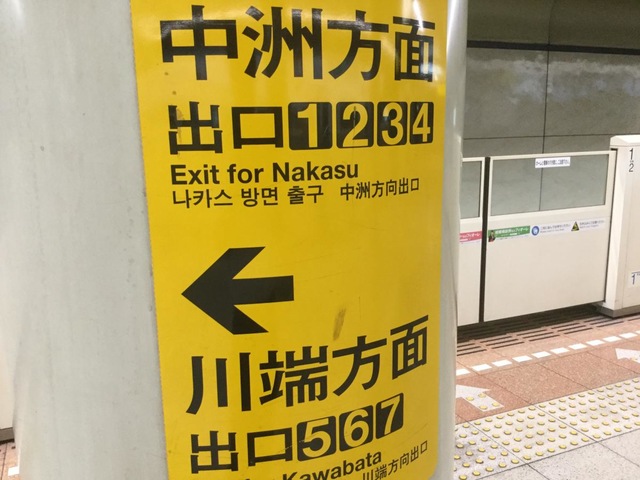 中洲方面
出口1234
Exit for Nakasu
나카스 방면 출구 中洲方向出口
川端方面
出口567
Kawabata
川端方向出口
1/2